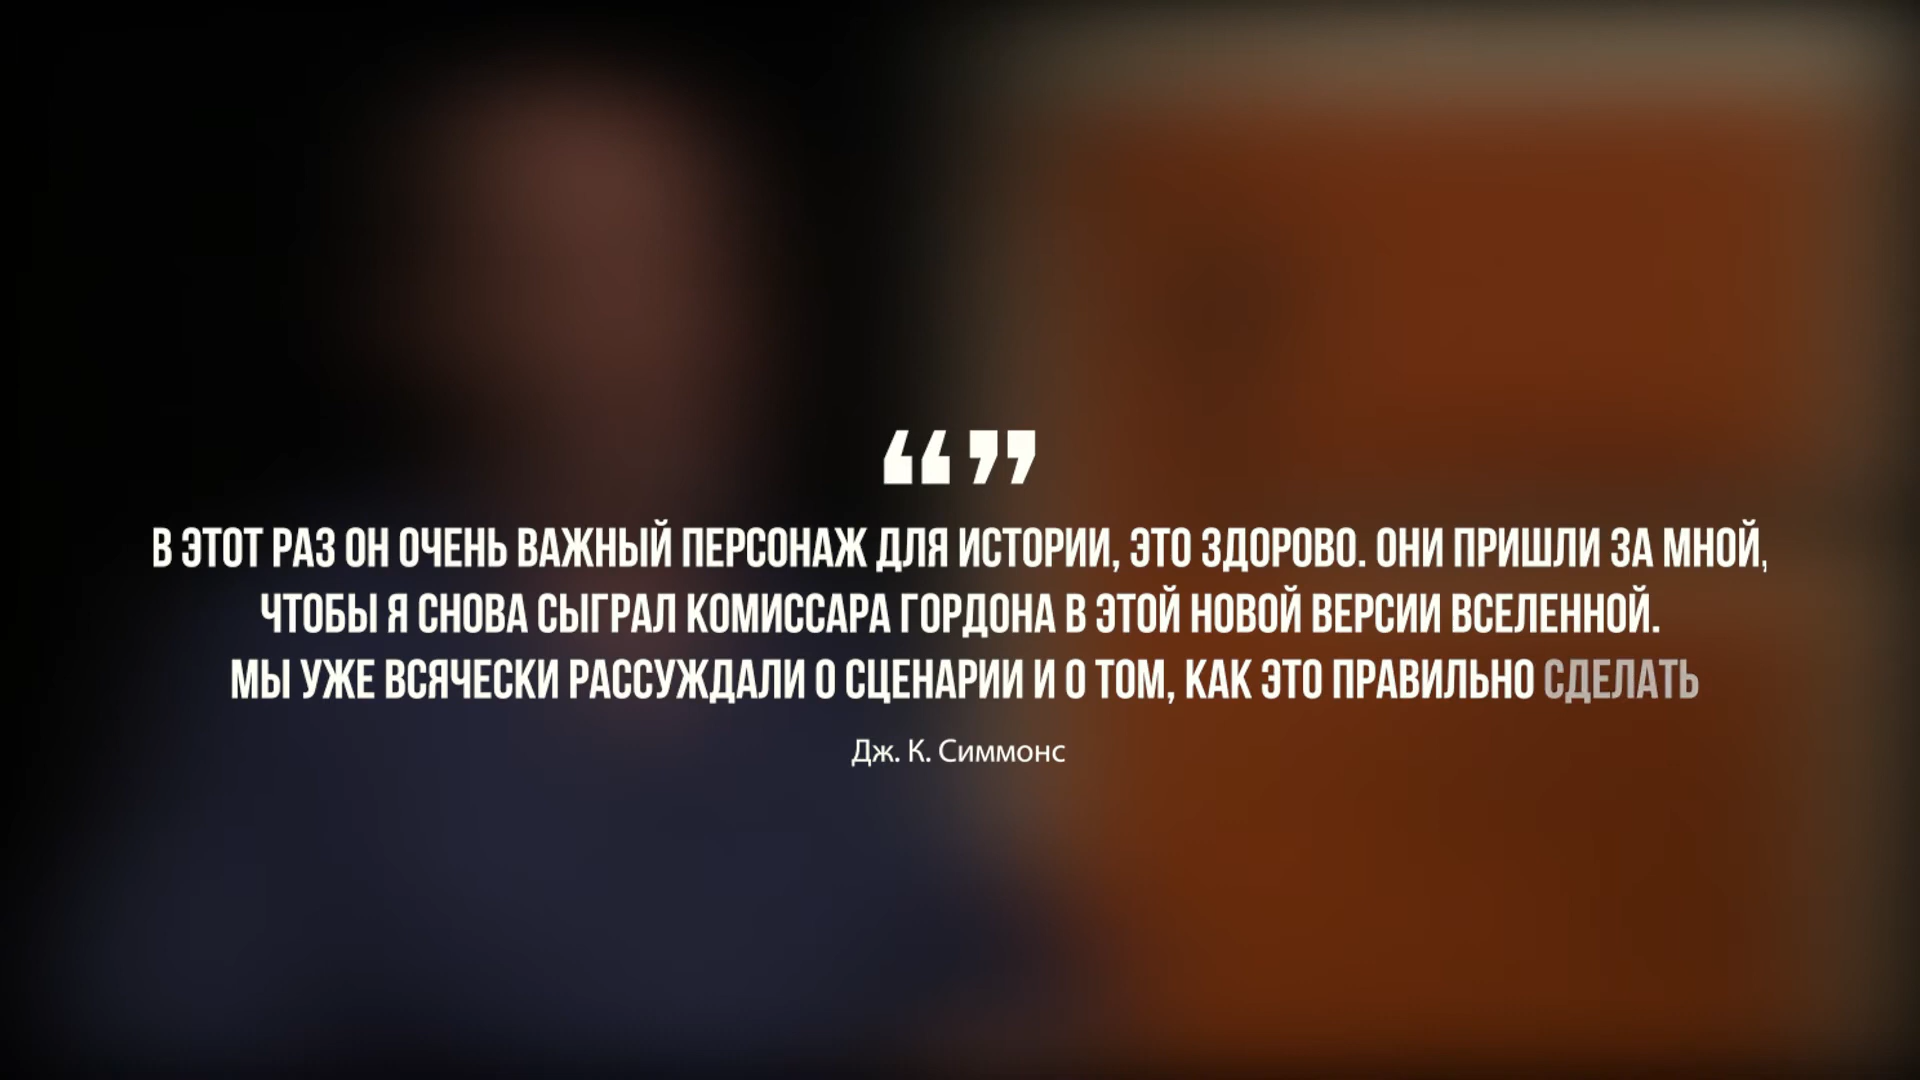 “”
В ЭТОТ РАЗ ОН ОЧЕНЬ ВАЖНЫЙ ПЕРСОНАЖ ДЛЯ ИСТОРИИ, ЭТО ЗДОРОВО. ОНИ ПРИШЛИ ЗА МНОЙ,
ЧТОБЫ Я СНОВА СЫГРАЛ КОМИССАРА ГОРДОНА В ЭТОЙ НОВОЙ ВЕРСИИ ВСЕЛЕННОЙ.
МЫ УЖЕ ВСЯЧЕСКИ РАССУЖДАЛИ О СЦЕНАРИИ И О ТОМ, КАК ЭТО ПРАВИЛЬНО СДЕЛАТЬ
Дж. К. Симмонс